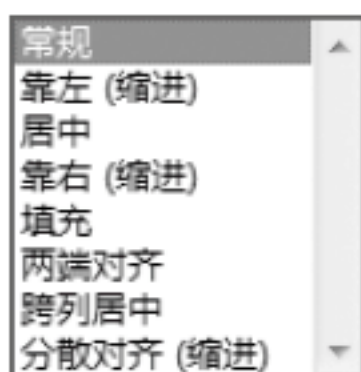 常规
靠左 (缩进)
居中
靠右 (缩进)
填充
两端对齐
跨列居中
分散对齐 (缩进)